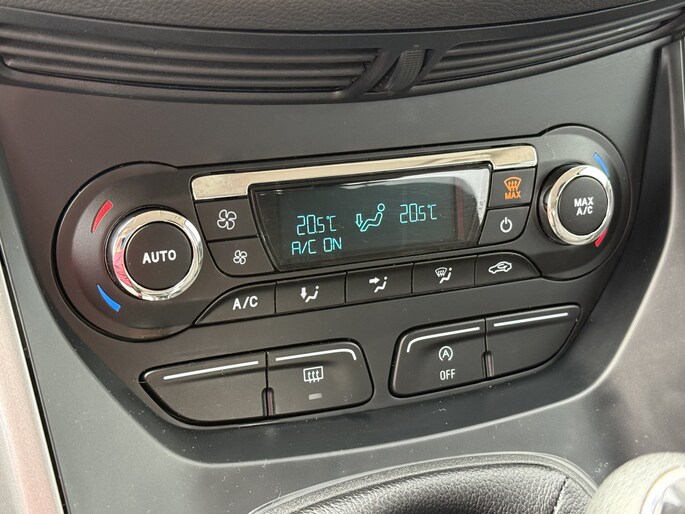 MAX
20.5°C 20.5°C
A/C ON
AUTO
MAX
A/C
A/C
A
OFF